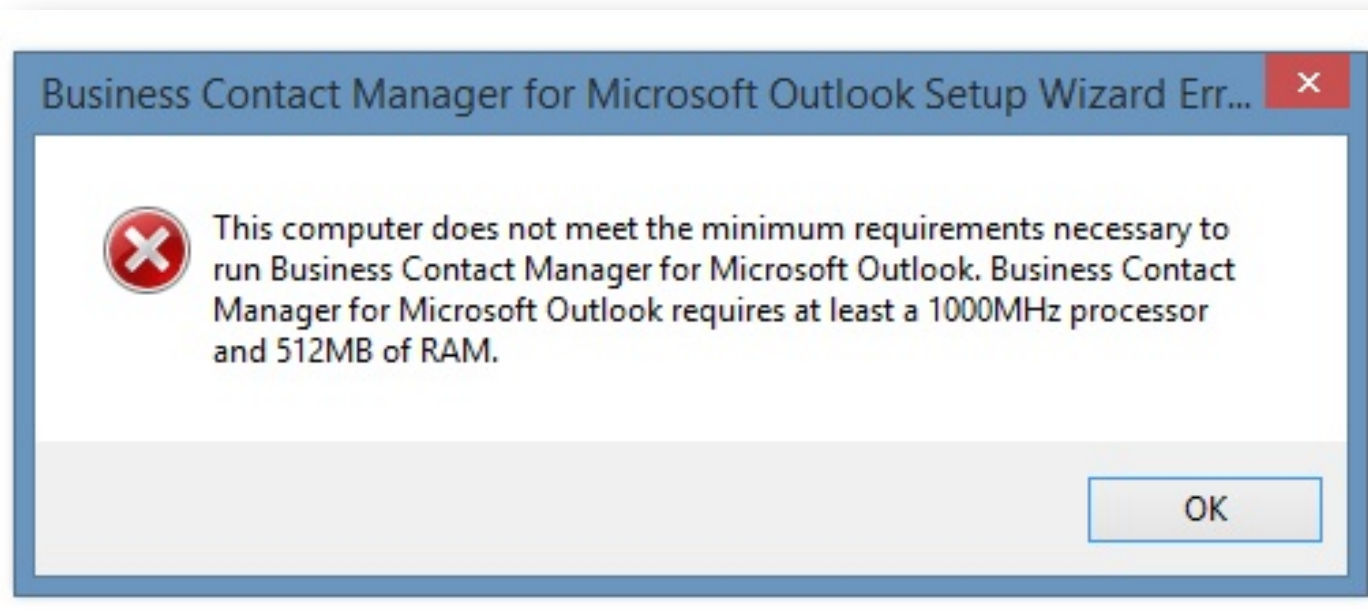 Business Contact Manager for Microsoft Outlook Setup Wizard Err...
This computer does not meet the minimum requirements necessary to
run Business Contact Manager for Microsoft Outlook. Business Contact
Manager for Microsoft Outlook requires at least a 1000MHz processor
and 512MB of RAM.
OK